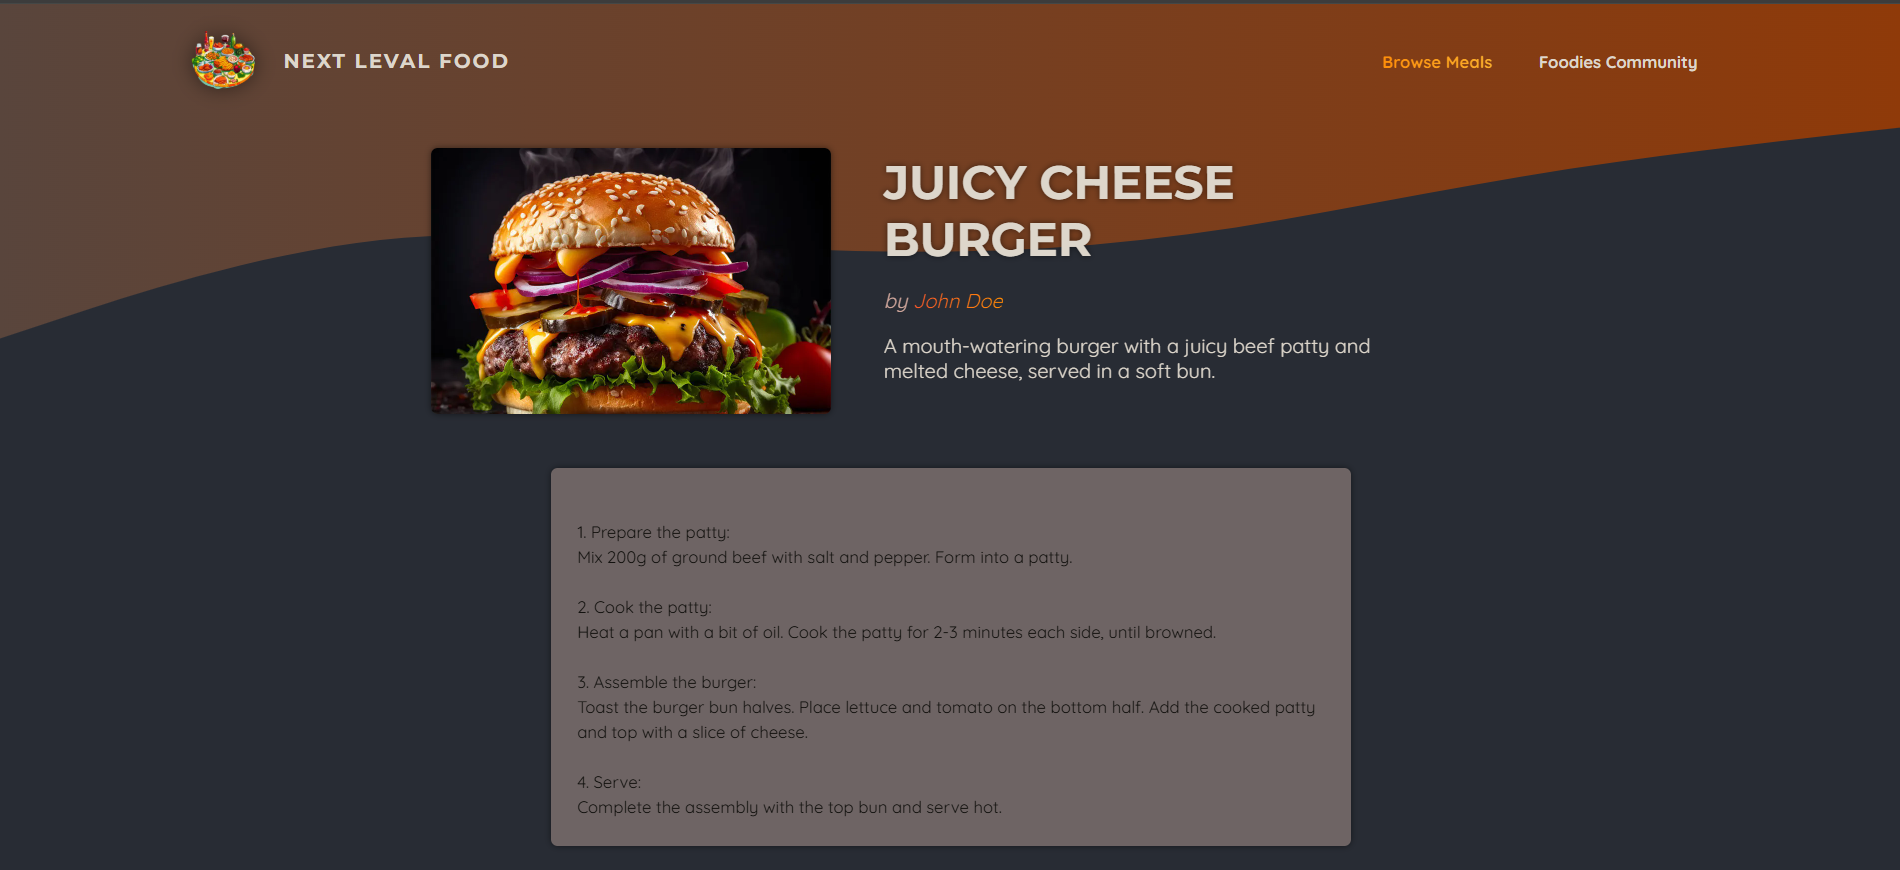 NEXT LEVAL FOOD
Browse Meals
Foodies Community
JUICY CHEESE
BURGER
by John Doe
A mouth-watering burger with a juicy beef patty and
melted cheese, served in a soft bun.
1. Prepare the patty:
Mix 200g of ground beef with salt and pepper. Form into a patty.
2. Cook the patty:
Heat a pan with a bit of oil. Cook the patty for 2-3 minutes each side, until browned.
3. Assemble the burger:
Toast the burger bun halves. Place lettuce and tomato on the bottom half. Add the cooked patty
and top with a slice of cheese.
4. Serve:
Complete the assembly with the top bun and serve hot.